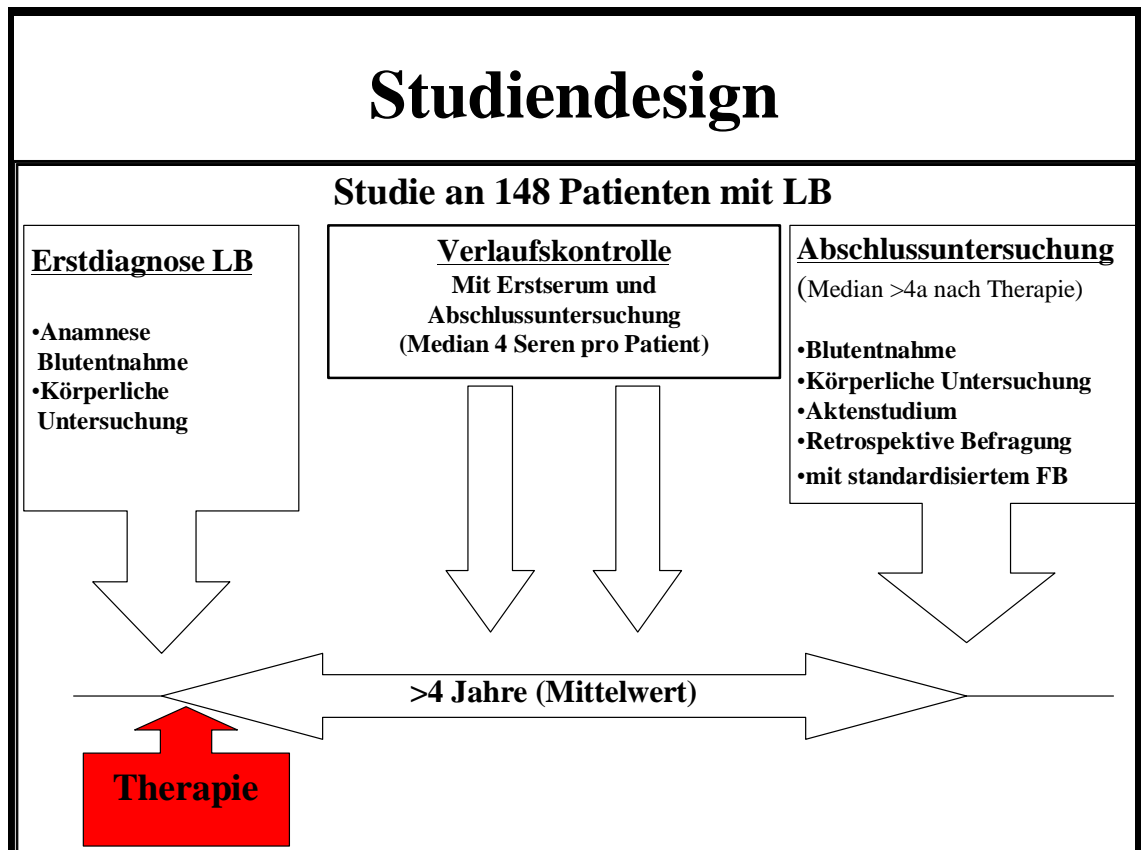 Studiendesign
Studie an 148 Patienten mit LB
Erstdiagnose LB
•Anamnese
Blutentnahme
•Körperliche
Untersuchung
Verlaufskontrolle
Mit Erstserum und
Abschlussuntersuchung
(Median 4 Seren pro Patient)
Abschlussuntersuchung
(Median >4a nach Therapie)
•Blutentnahme
•Körperliche Untersuchung
•Aktenstudium
•Retrospektive Befragung
•mit standardisiertem FB
>4 Jahre (Mittelwert)
Therapie